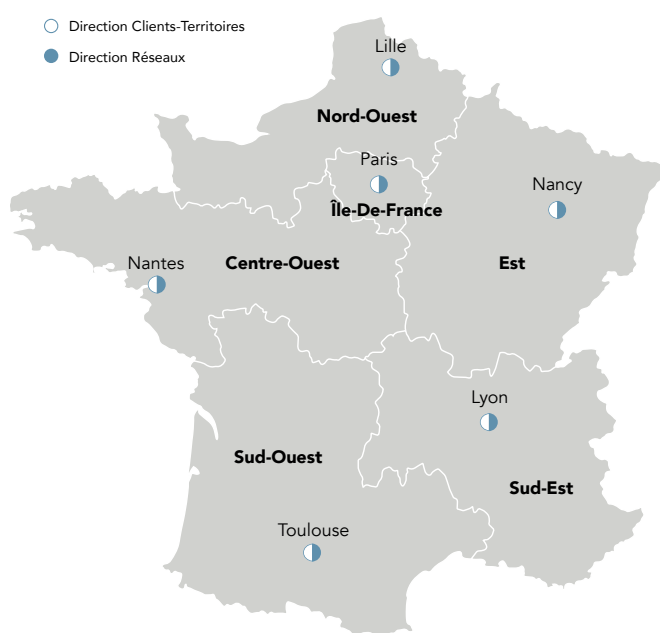 Direction Clients-Territoires
Direction Réseaux
Lille
Nord-Ouest
Paris
Île-De-France
Nancy
Nantes
Centre-Ouest
Est
Lyon
Sud-Ouest
Sud-Est
Toulouse